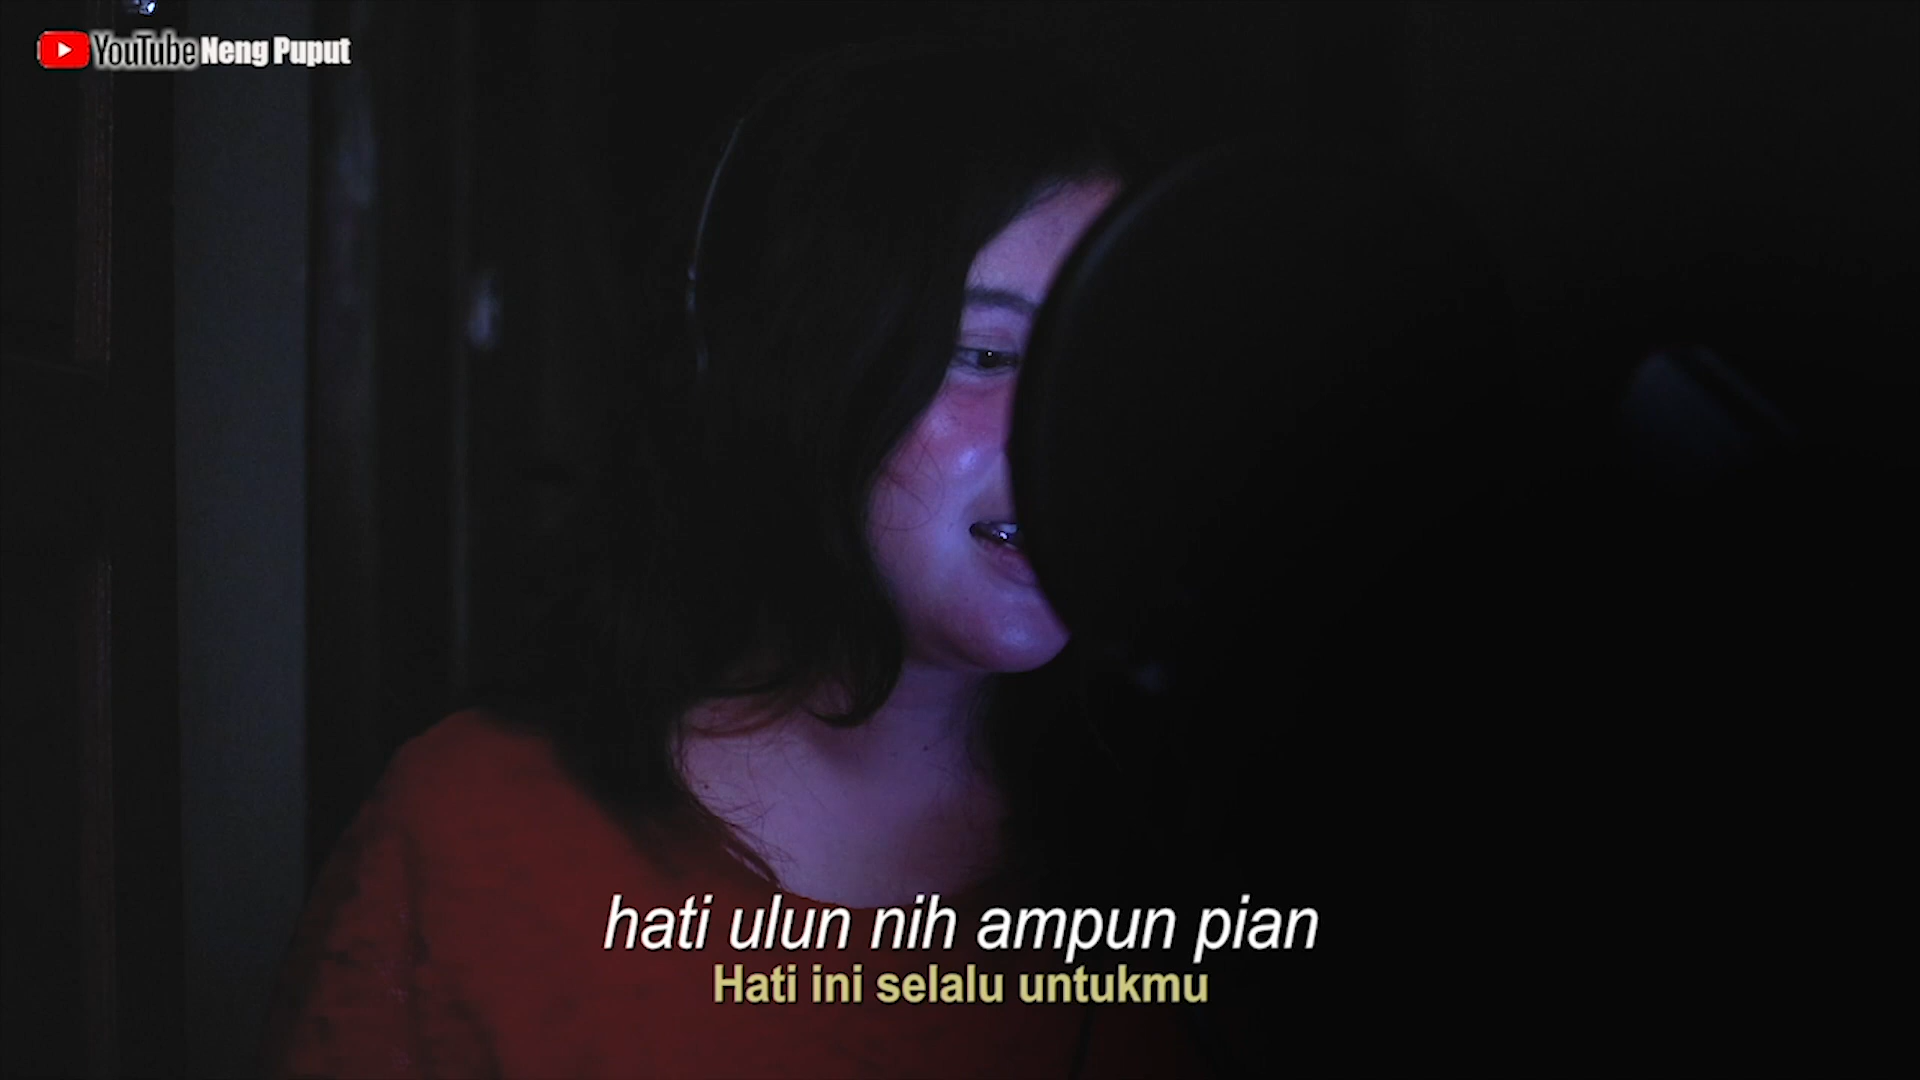 YouTube Neng Puput
hati ulun nih ampun pian
Hati ini selalu untukmu